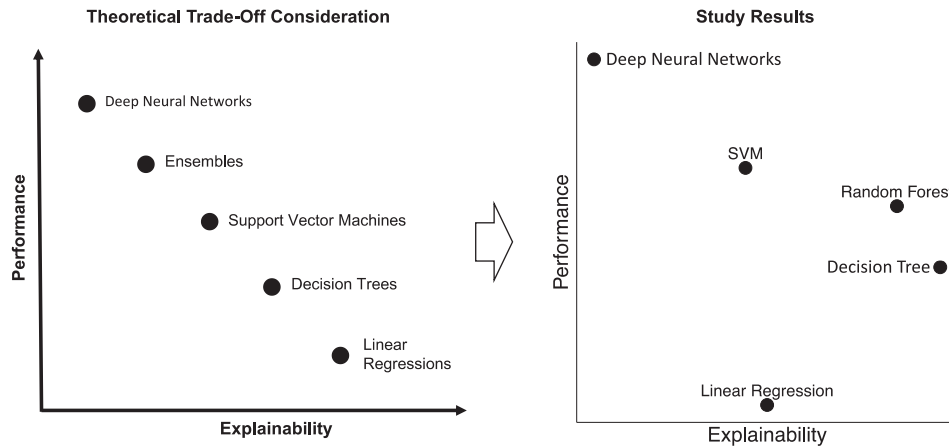 Theoretical Trade-Off Consideration
Performance
Deep Neural Networks
Ensembles
Support Vector Machines
Decision Trees
Linear
Regressions
Explainability
Study Results
Performance
Deep Neural Networks
SVM
Random Fores
Decision Tree
Linear Regression
Explainability